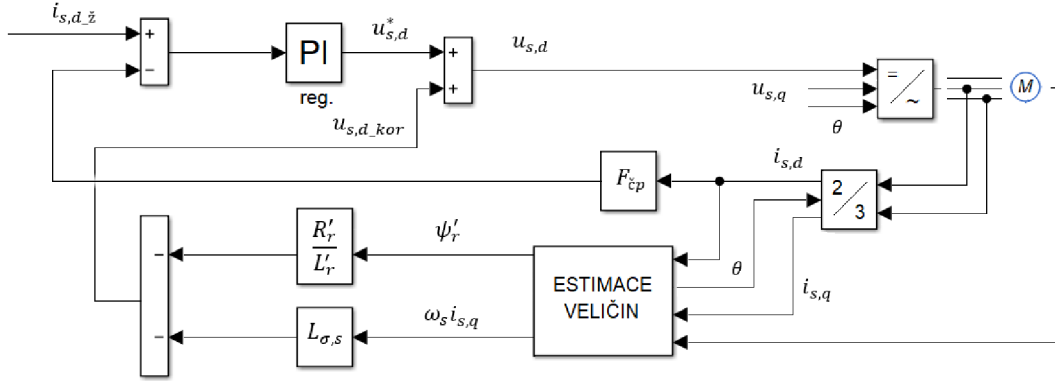 i_{s,d_ž}
+
−
PI
reg.
u^*_{s,d}
+
+
u_{s,d}
u_{s,d_kor}
u_{s,q}
θ
=
~
M
i_{s,d}
F_{čp}
2
3
−
−
R'_r
L'_r
ψ'_r
L_{σ,s}
ω_s i_{s,q}
ESTIMACE
VELIČIN
θ
i_{s,q}